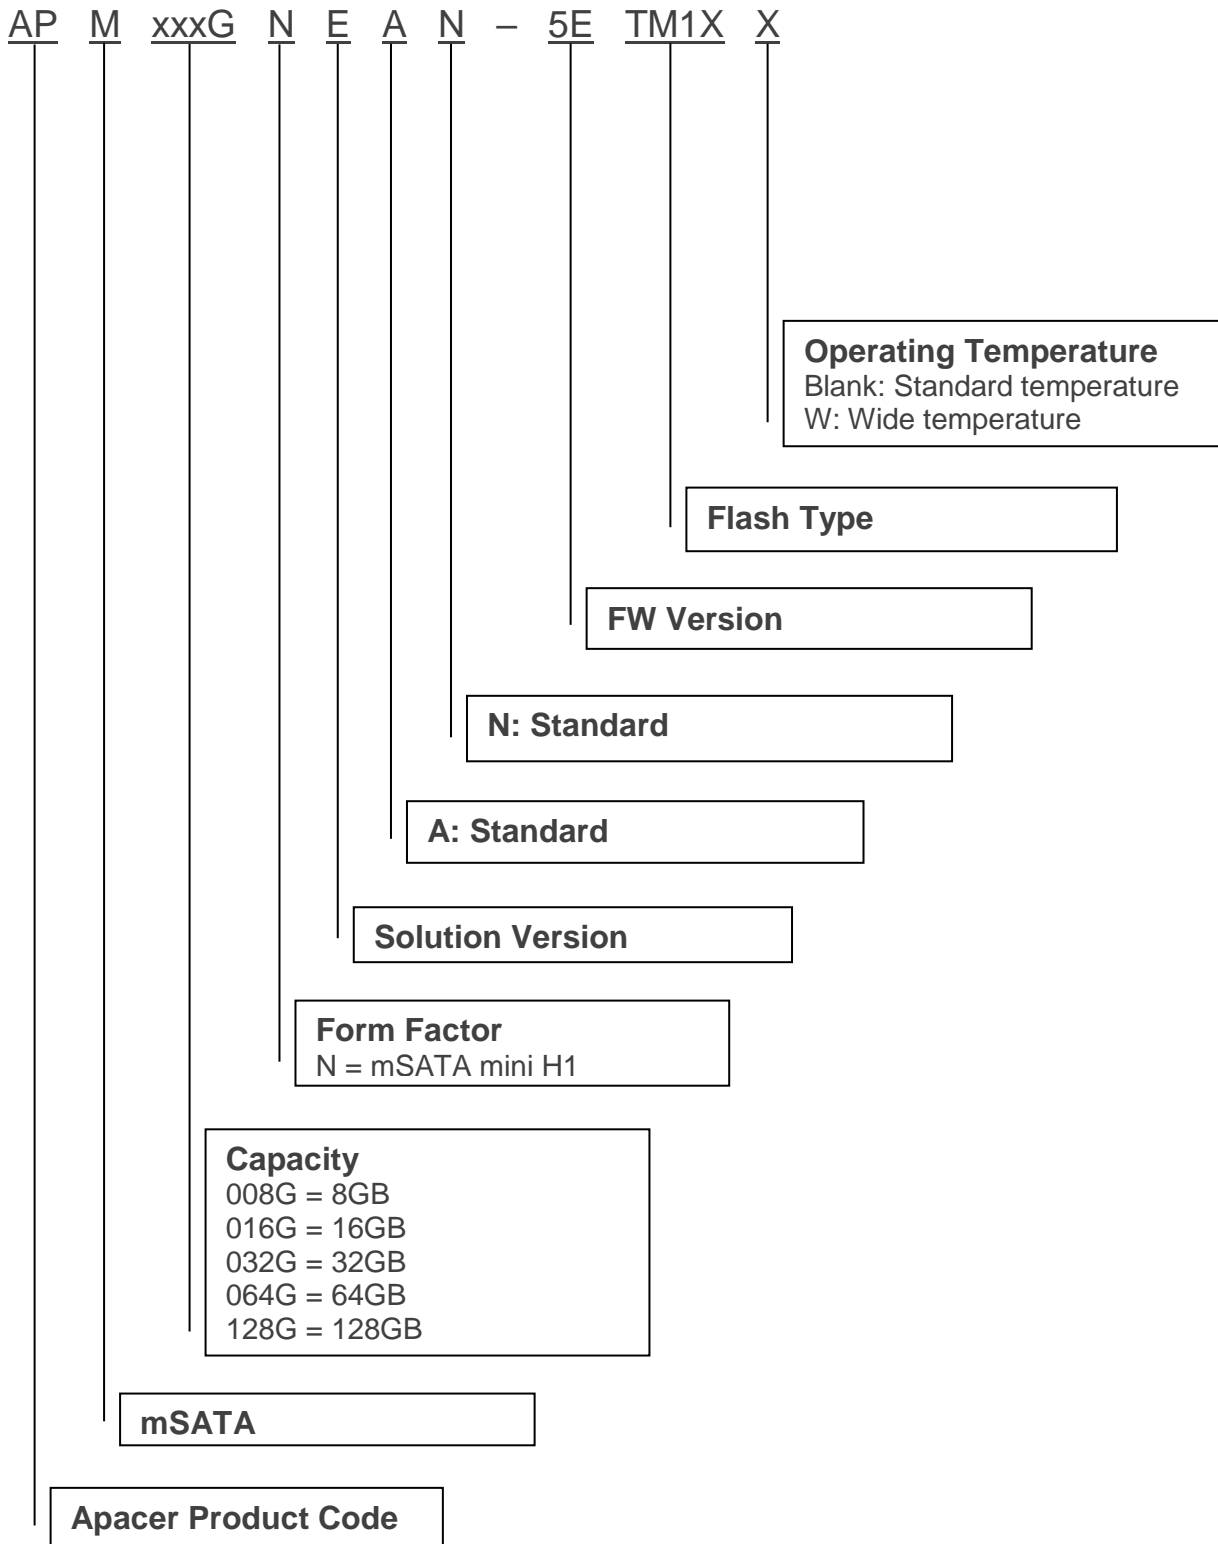 AP M xxxG N E A N – 5E TM1X X
Operating Temperature
Blank: Standard temperature
W: Wide temperature
Flash Type
FW Version
N: Standard
A: Standard
Solution Version
Form Factor
N = mSATA mini H1
Capacity
008G = 8GB
016G = 16GB
032G = 32GB
064G = 64GB
128G = 128GB
mSATA
Apacer Product Code